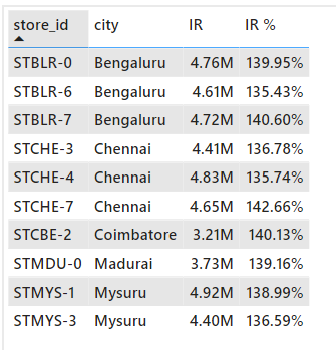 store_id city IR IR %
STBLR-0 Bengaluru 4.76M 139.95%
STBLR-6 Bengaluru 4.61M 135.43%
STBLR-7 Bengaluru 4.72M 140.60%
STCHE-3 Chennai 4.41M 136.78%
STCHE-4 Chennai 4.83M 135.74%
STCHE-7 Chennai 4.65M 142.66%
STCBE-2 Coimbatore 3.21M 140.13%
STMDU-0 Madurai 3.73M 139.16%
STMYS-1 Mysuru 4.92M 138.99%
STMYS-3 Mysuru 4.40M 136.59%